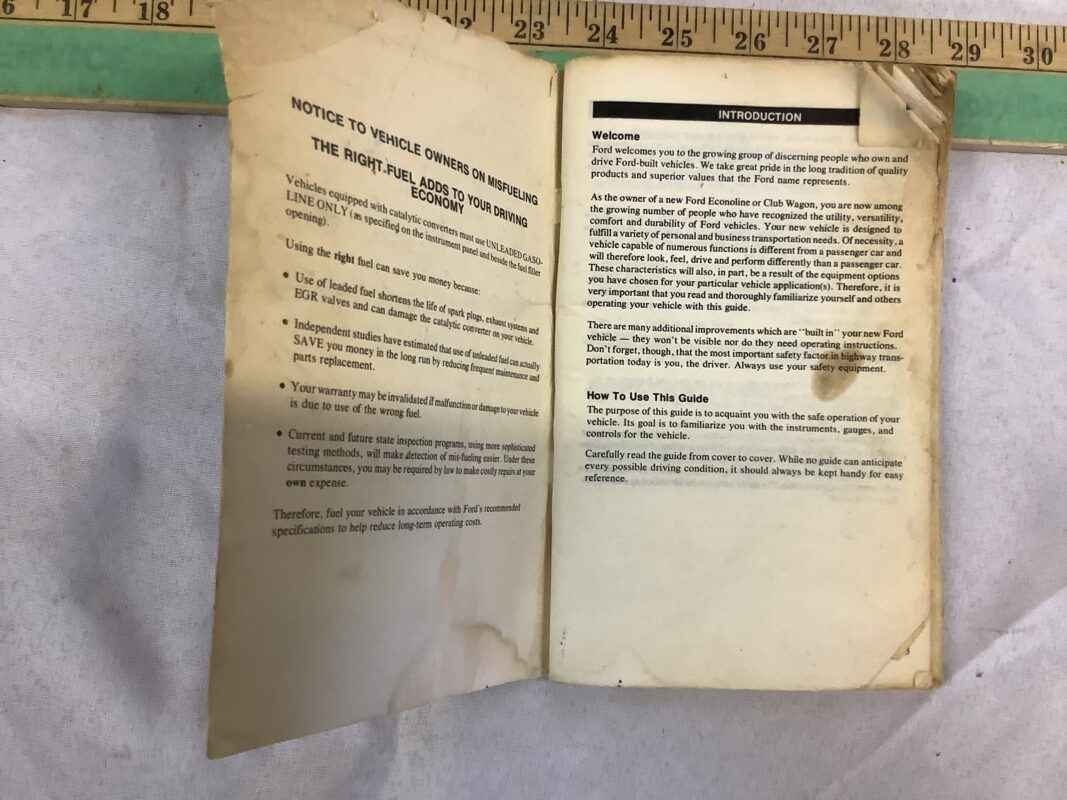 6 17 18 22 23 24 25 26 27 28 29 30
NOTICE TO VEHICLE OWNERS ON MISFUELING
THE RIGHT FUEL ADDS TO YOUR DRIVING
ECONOMY
Vehicles equipped with catalytic converters must use UNLEADED GASO-
LINE ONLY (as specified on the instrument panel and beside the fuel filler
opening).
Using the right fuel can save you money because:
• Use of leaded fuel shortens the life of spark plugs, exhaust systems and
EGR valves and can damage the catalytic converter on your vehicle.
• Independent studies have estimated that use of unleaded fuel can actually
SAVE you money in the long run by reducing frequent maintenance and
parts replacement.
• Your warranty may be invalidated if malfunction or damage to your vehicle
is due to use of the wrong fuel.
• Current and future state inspection programs, using more sophisticated
testing methods, will make detection of mis-fueling easier. Under these
circumstances, you may be required by law to make costly repairs at your
own expense.
Therefore, fuel your vehicle in accordance with Ford's recommended
specifications to help reduce long-term operating costs.
INTRODUCTION
Welcome
Ford welcomes you to the growing group of discerning people who own and
drive Ford-built vehicles. We take great pride in the long tradition of quality
products and superior values that the Ford name represents.
As the owner of a new Ford Econoline or Club Wagon, you are now among
the growing number of people who have recognized the utility, versatility,
comfort and durability of Ford vehicles. Your new vehicle is designed to
fulfill a variety of personal and business transportation needs. Of necessity, a
vehicle capable of numerous functions is different from a passenger car and
will therefore look, feel, drive and perform differently than a passenger car.
These characteristics will also, in part, be a result of the equipment options
you have chosen for your particular vehicle application(s). Therefore, it is
very important that you read and thoroughly familiarize yourself and others
operating your vehicle with this guide.
There are many additional improvements which are "built in" your new Ford
vehicle — they won't be visible nor do they need operating instructions.
Don't forget, though, that the most important safety factor in highway trans-
portation today is you, the driver. Always use your safety equipment.
How To Use This Guide
The purpose of this guide is to acquaint you with the safe operation of your
vehicle. Its goal is to familiarize you with the instruments, gauges, and
controls for the vehicle.
Carefully read the guide from cover to cover. While no guide can anticipate
every possible driving condition, it should always be kept handy for easy
reference.